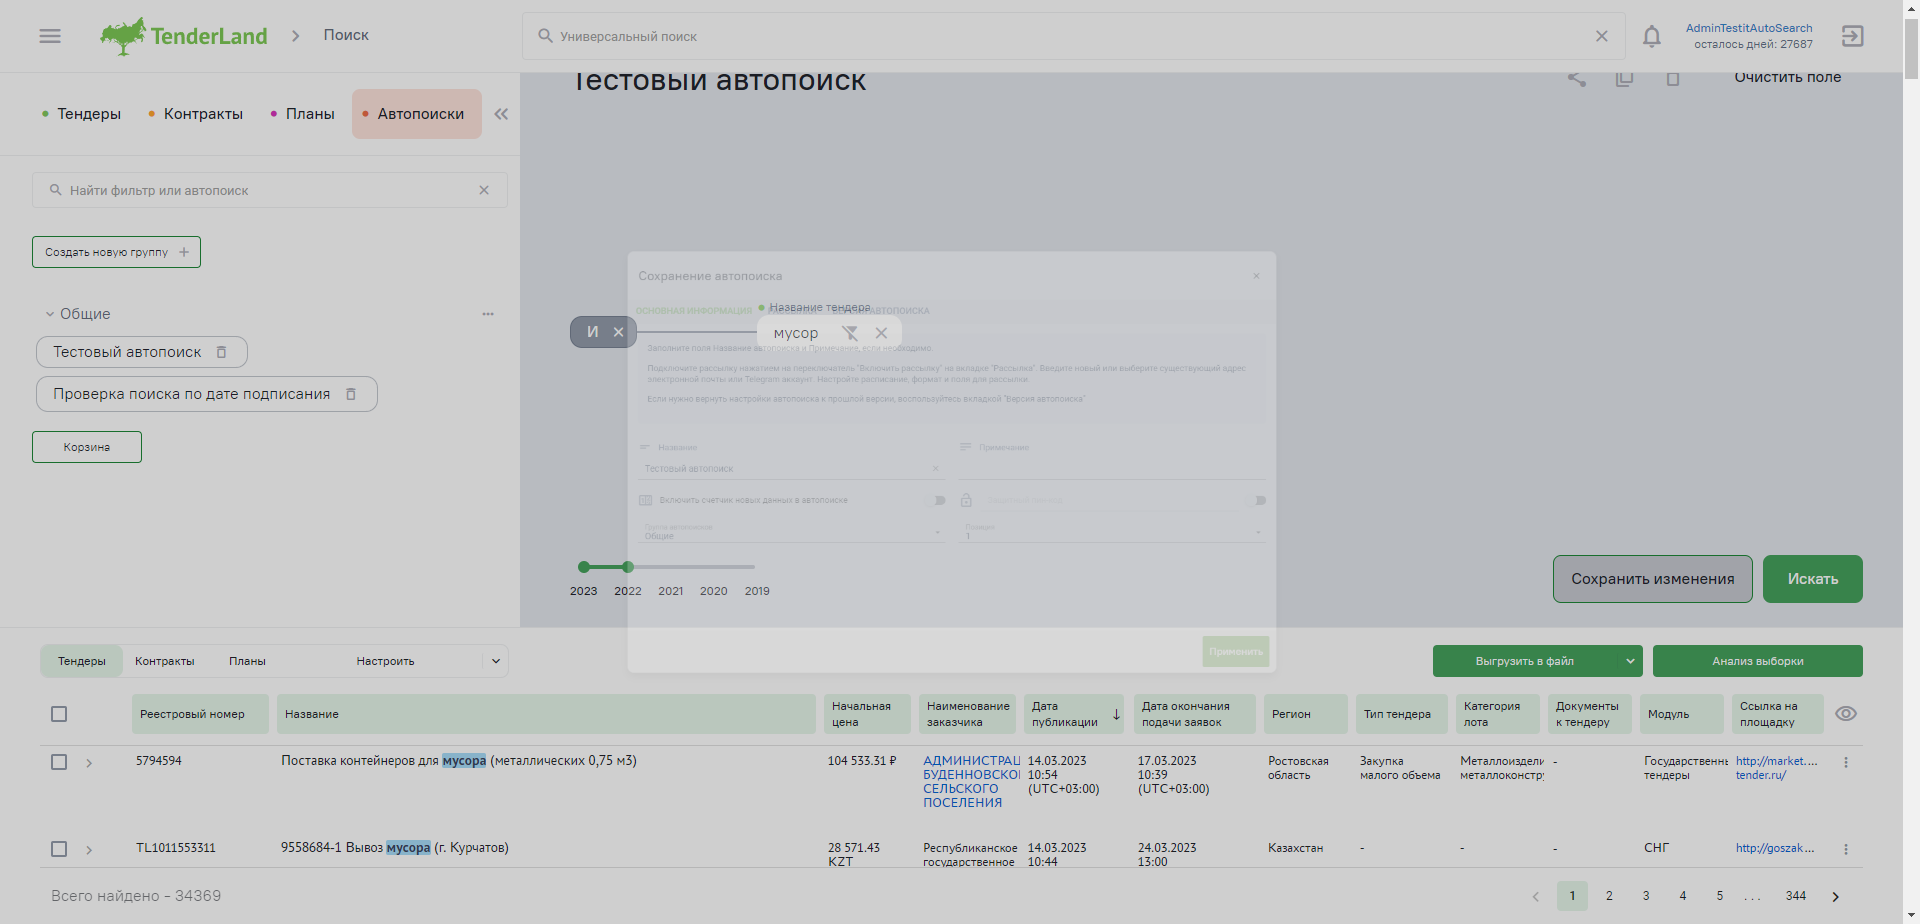 TenderLand
Поиск
Универсальный поиск
AdminTestitAutoSearch
осталось дней: 27687
Тендеры
Контракты
Планы
Автопоиски
Тестовый автопоиск
Очистить поле
Найти фильтр или автопоиск
Создать новую группу
Общие
Тестовый автопоиск
Проверка поиска по дате подписания
Корзина
Сохранение автопоиска
ОСНОВНАЯ ИНФОРМАЦИЯ
АВТОПОИСКА
Название тендера
И
мусор
Заполните поля Название автопоиска и Примечание, если необходимо.
Подключите рассылку нажатием на переключатель "Включить рассылку" на вкладке "Рассылка". Введите новый или выберите существующий адрес
электронной почты или Telegram аккаунт. Настройте расписание, формат и поля для рассылки.
Если нужно вернуть настройки автопоиска к прошлой версии, воспользуйтесь вкладкой "Версия автопоиска"
Название
Примечание
Тестовый автопоиск
Включить счетчик новых данных в автопоиске
Группа автопоисков
Общие
Позиция
1
2023 2022 2021 2020 2019
Сохранить изменения
Искать
Применить
Тендеры
Контракты
Планы
Настроить
Выгрузить в файл
Анализ выборки
Реестровый номер
Название
Начальная
цена
Наименование
заказчика
Дата
публикации
Дата окончания
подачи заявок
Регион
Тип тендера
Категория
лота
Документы
к тендеру
Модуль
Ссылка на
площадку
5794594
Поставка контейнеров для мусора (металлических 0,75 м3)
104 533.31 ₽
АДМИНИСТРАЦ
БУДЕННОВСКОГ
СЕЛЬСКОГО
ПОСЕЛЕНИЯ
14.03.2023
10:54
(UTC+03:00)
17.03.2023
10:39
(UTC+03:00)
Ростовская
область
Закупка
малого объема
Металлоиздели
металлоконстру
-
Государственны
тендеры
http://market....
tender.ru/
TL1011553311
9558684-1 Вывоз мусора (г. Курчатов)
28 571.43
KZT
Республиканское
государственное
14.03.2023
10:44
24.03.2023
13:00
Казахстан
-
-
-
СНГ
http://goszak...
Всего найдено - 34369
1 2 3 4 5 ... 344